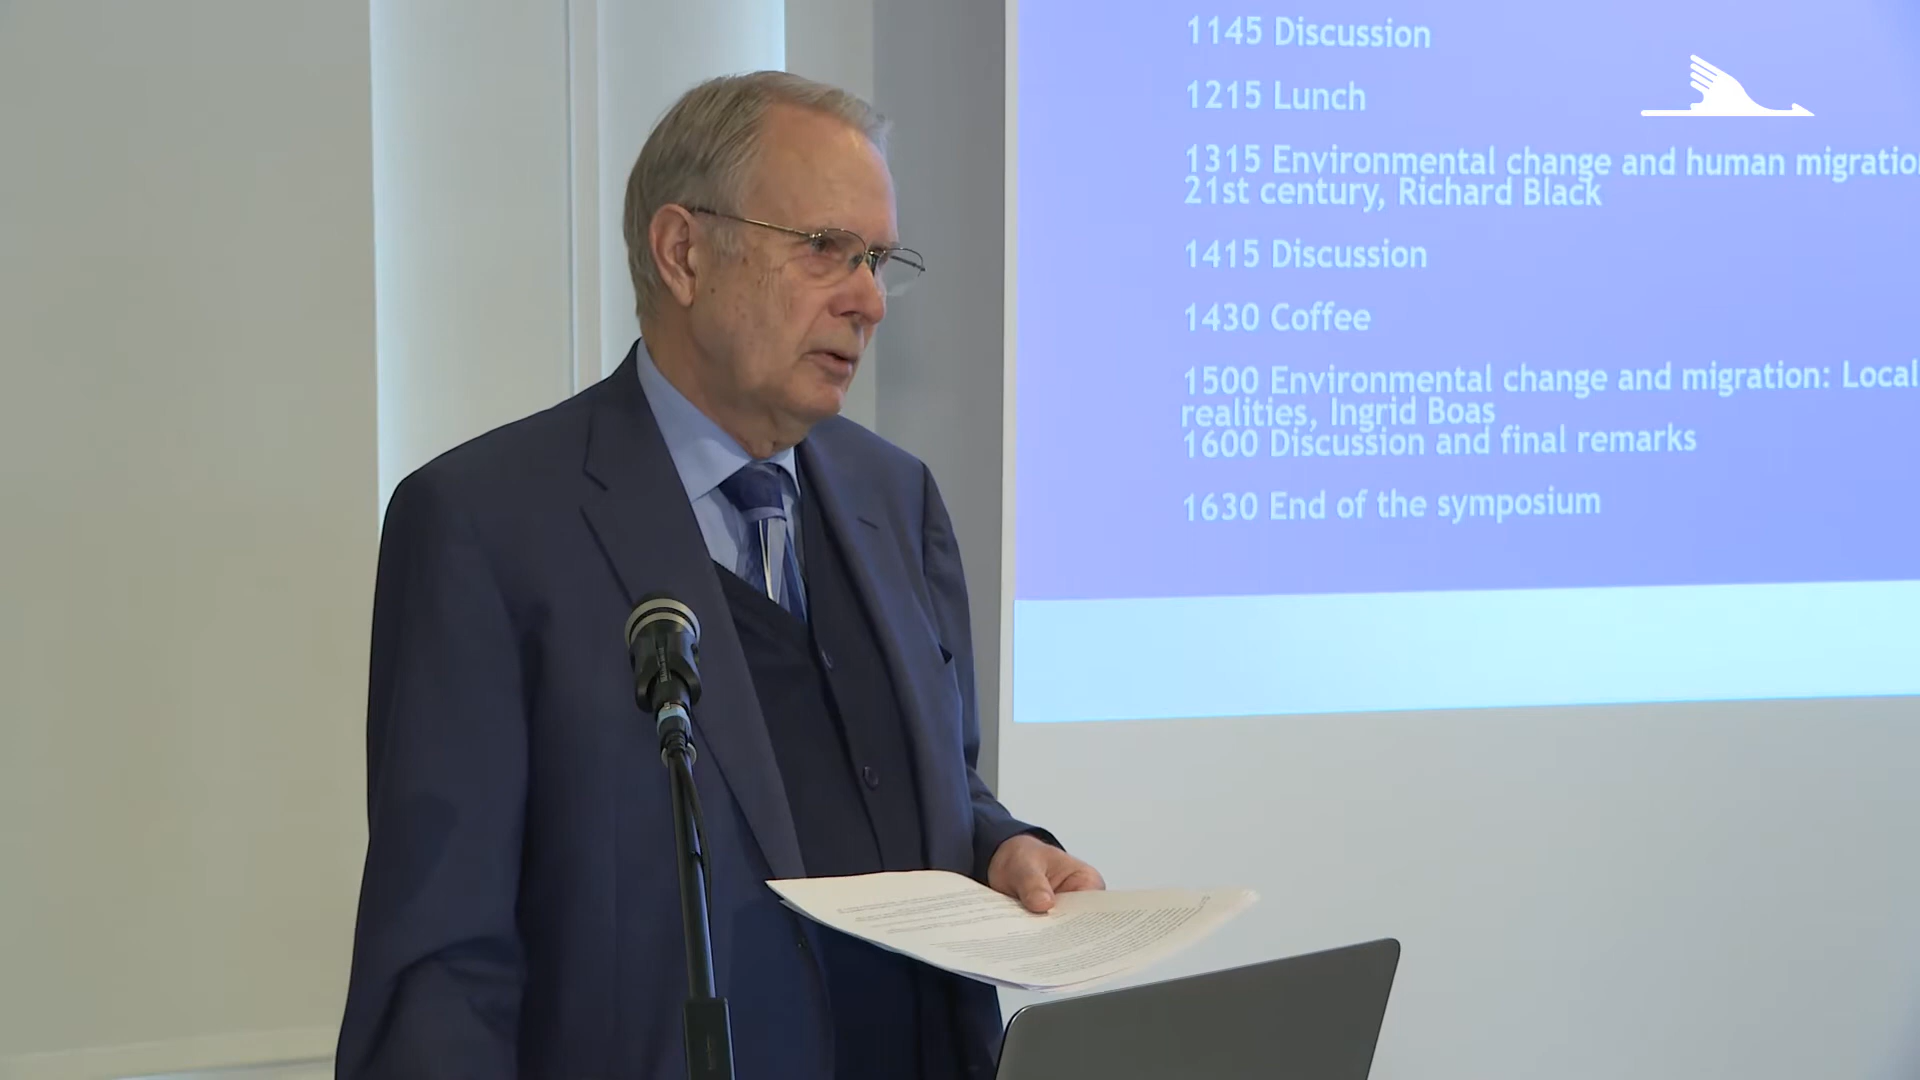 1145 Discussion
1215 Lunch
1315 Environmental change and human migratio
21st century, Richard Black
1415 Discussion
1430 Coffee
1500 Environmental change and migration: Local
realities, Ingrid Boas
1600 Discussion and final remarks
1630 End of the symposium